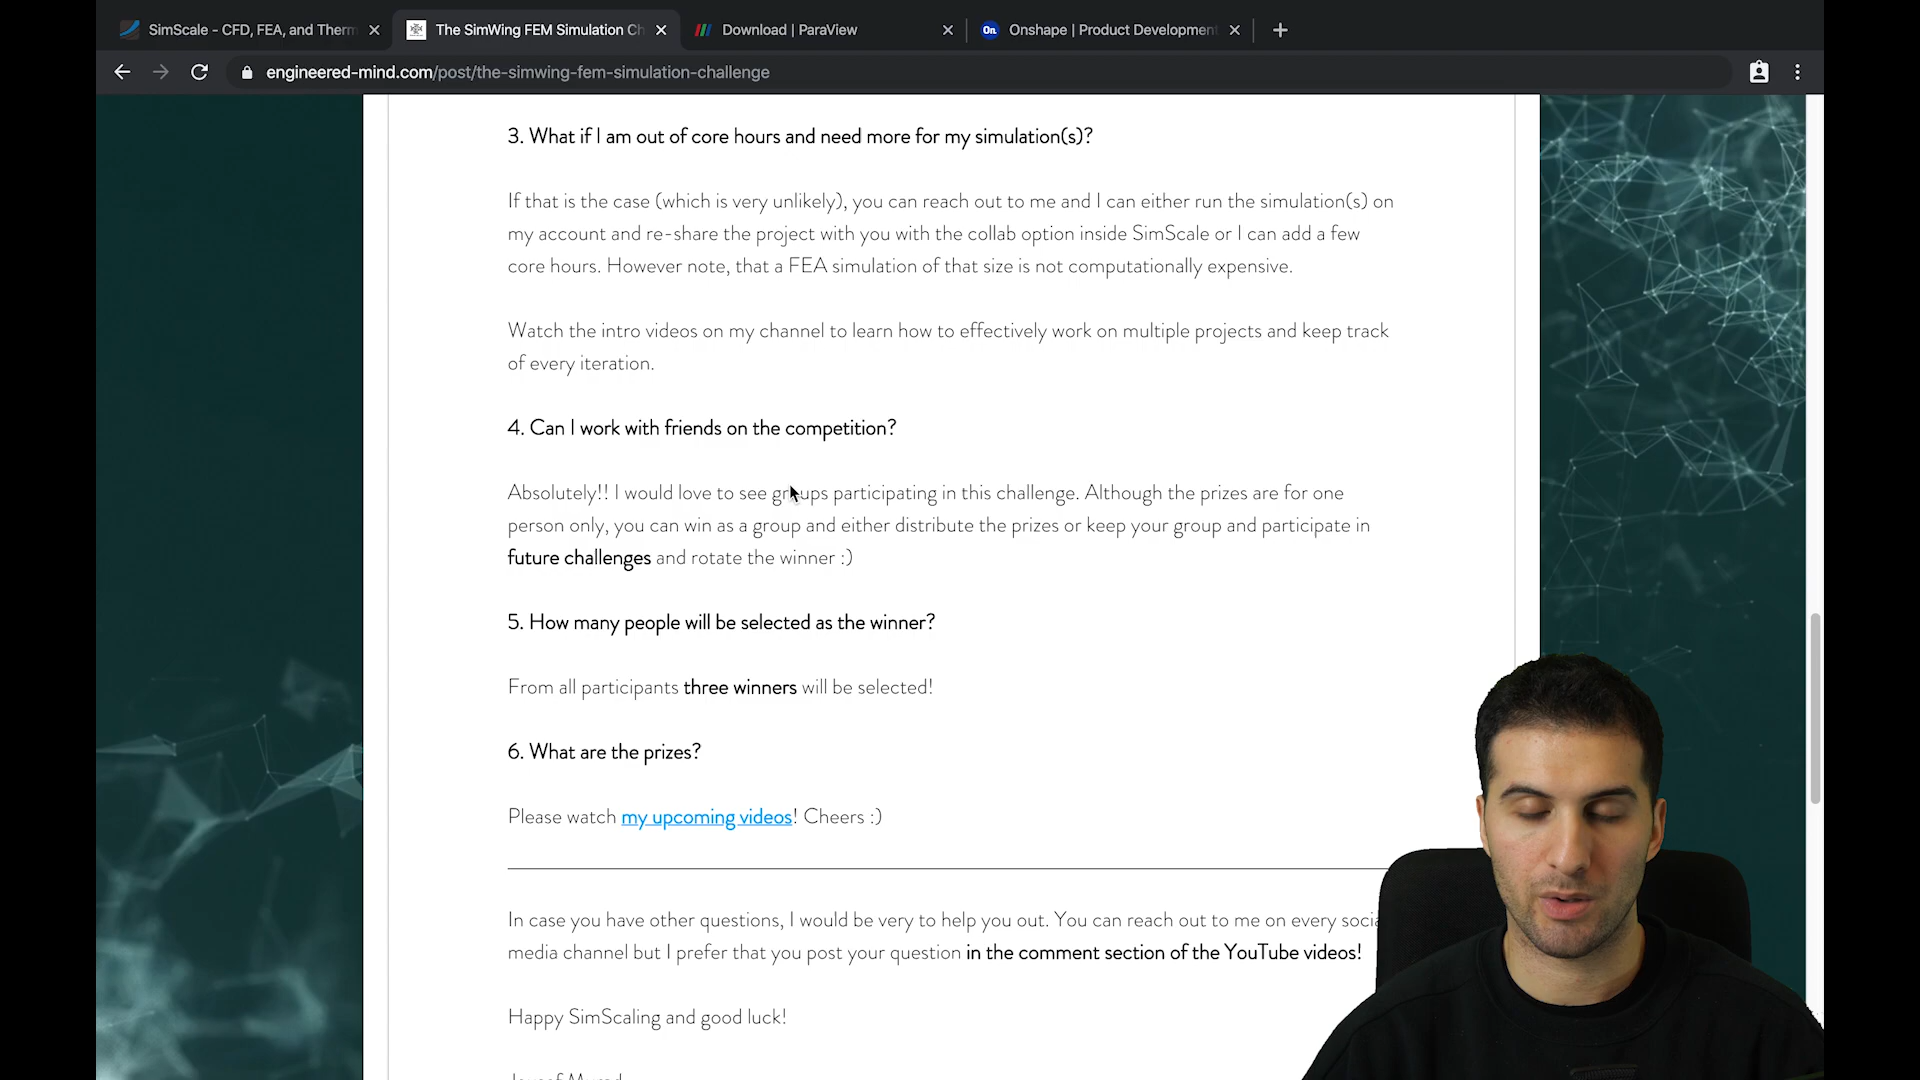 SimScale - CFD, FEA, and Therm
The SimWing FEM Simulation Ch
Download | ParaView
On
Onshape | Product Development
engineered-mind.com/post/the-simwing-fem-simulation-challenge
3. What if I am out of core hours and need more for my simulation(s)?
If that is the case (which is very unlikely), you can reach out to me and I can either run the simulation(s) on
my account and re-share the project with you with the collab option inside SimScale or I can add a few
core hours. However note, that a FEA simulation of that size is not computationally expensive.
Watch the intro videos on my channel to learn how to effectively work on multiple projects and keep track
of every iteration.
4. Can I work with friends on the competition?
Absolutely!! I would love to see groups participating in this challenge. Although the prizes are for one
person only, you can win as a group and either distribute the prizes or keep your group and participate in
future challenges and rotate the winner :)
5. How many people will be selected as the winner?
From all participants three winners will be selected!
6. What are the prizes?
Please watch my upcoming videos! Cheers :)
In case you have other questions, I would be very to help you out. You can reach out to me on every socia
media channel but I prefer that you post your question in the comment section of the YouTube videos!
Happy SimScaling and good luck!